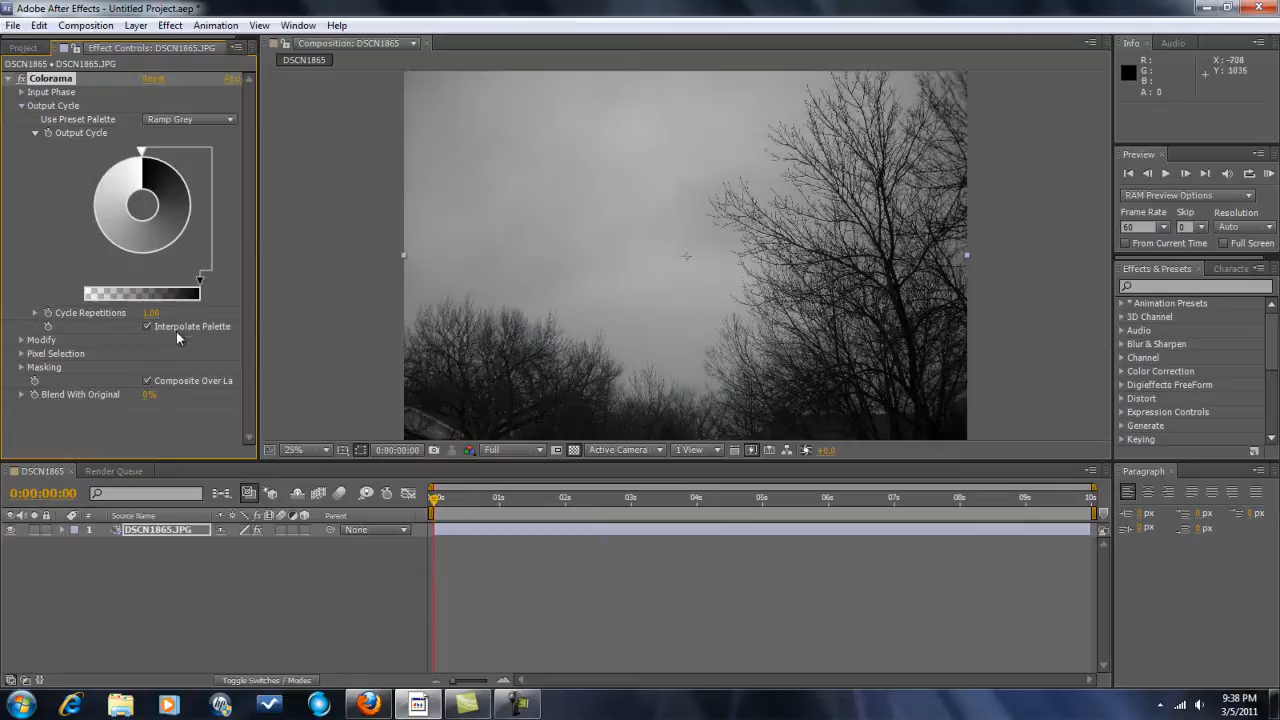 Adobe After Effects - Untitled Project.aep *
File Edit Composition Layer Effect Animation View Window Help
Project Effect Controls: DSCN1865.JPG
DSCN1865 • DSCN1865.JPG
Colorama Reset Abo
Input Phase
Output Cycle
Use Preset Palette Ramp Grey
Output Cycle
Cycle Repetitions 1.00
Interpolate Palette
Modify
Pixel Selection
Masking
Composite Over La
Blend With Original 0%
Composition: DSCN1865
DSCN1865
25% 0:00:00:00 Full Active Camera 1 View +0.0
Info Audio
R : X : -708
G : Y : 1036
B :
A : 0
Preview
RAM Preview Options
Frame Rate Skip Resolution
60 0 Auto
From Current Time Full Screen
Effects & Presets Characte
* Animation Presets
3D Channel
Audio
Blur & Sharpen
Channel
Color Correction
Digieffects FreeForm
Distort
Expression Controls
Generate
Keying
Paragraph
0 px 0 px 0 px
0 px 0 px
DSCN1865 Render Queue
0:00:00:00
01s 02s 03s 04s 05s 06s 07s 08s 09s 10s
# Source Name Parent
1 DSCN1865.JPG None
Toggle Switches / Modes
9:38 PM
3/5/2011